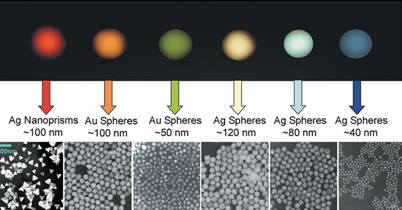 Ag Nanoprisms Au Spheres Au Spheres Ag Spheres Ag Spheres Ag Spheres
~100 nm ~100 nm ~50 nm ~120 nm ~80 nm ~40 nm